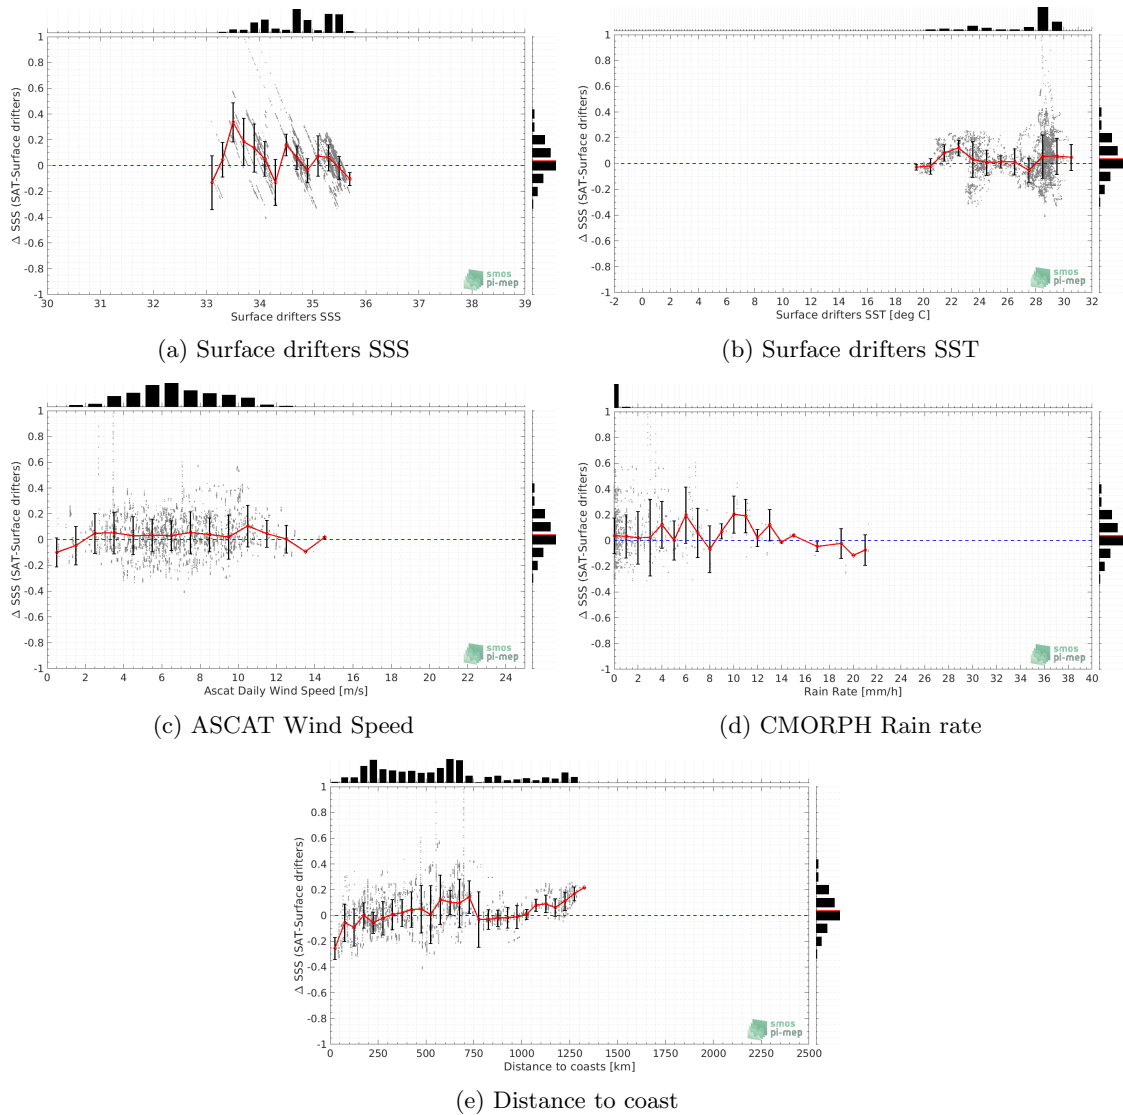 1
0.8
0.6
0.4
0.2
0
-0.2
-0.4
-0.6
-0.8
-1
Δ SSS (SAT-Surface drifters)
30 31 32 33 34 35 36 37 38 39
Surface drifters SSS
smos
pi-mep
(a) Surface drifters SSS
1
0.8
0.6
0.4
0.2
0
-0.2
-0.4
-0.6
-0.8
-1
Δ SSS (SAT-Surface drifters)
-2 0 2 4 6 8 10 12 14 16 18 20 22 24 26 28 30 32
Surface drifters SST [deg C]
smos
pi-mep
(b) Surface drifters SST
1
0.8
0.6
0.4
0.2
0
-0.2
-0.4
-0.6
-0.8
-1
Δ SSS (SAT-Surface drifters)
0 2 4 6 8 10 12 14 16 18 20 22 24
Ascat Daily Wind Speed [m/s]
smos
pi-mep
(c) ASCAT Wind Speed
1
0.8
0.6
0.4
0.2
0
-0.2
-0.4
-0.6
-0.8
-1
Δ SSS (SAT-Surface drifters)
0 2 4 6 8 10 12 14 16 18 20 22 24 26 28 30 32 34 36 38 40
Rain Rate [mm/h]
smos
pi-mep
(d) CMORPH Rain rate
1
0.8
0.6
0.4
0.2
0
-0.2
-0.4
-0.6
-0.8
-1
Δ SSS (SAT-Surface drifters)
0 250 500 750 1000 1250 1500 1750 2000 2250 2500
Distance to coasts [km]
smos
pi-mep
(e) Distance to coast